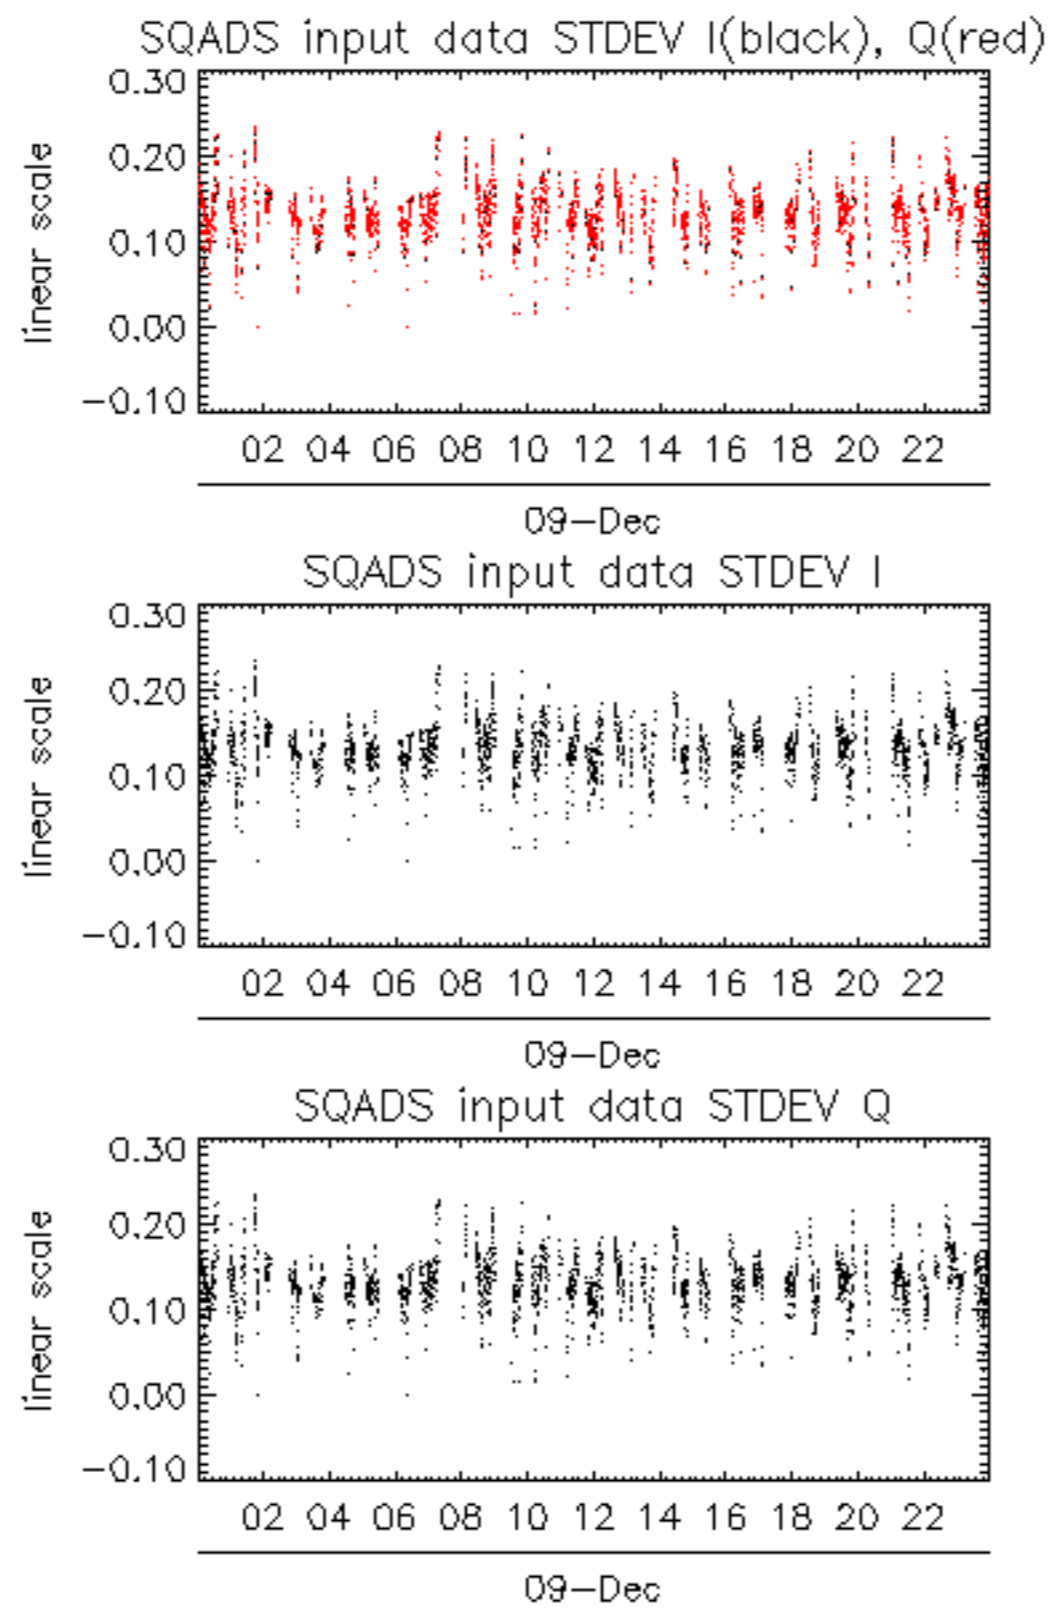 SQADS input data STDEV I(black), Q(red)
0.30
0.20
0.10
0.00
-0.10
linear scale
02 04 06 08 10 12 14 16 18 20 22
09-Dec
SQADS input data STDEV I
0.30
0.20
0.10
0.00
-0.10
linear scale
02 04 06 08 10 12 14 16 18 20 22
09-Dec
SQADS input data STDEV Q
0.30
0.20
0.10
0.00
-0.10
linear scale
02 04 06 08 10 12 14 16 18 20 22
09-Dec